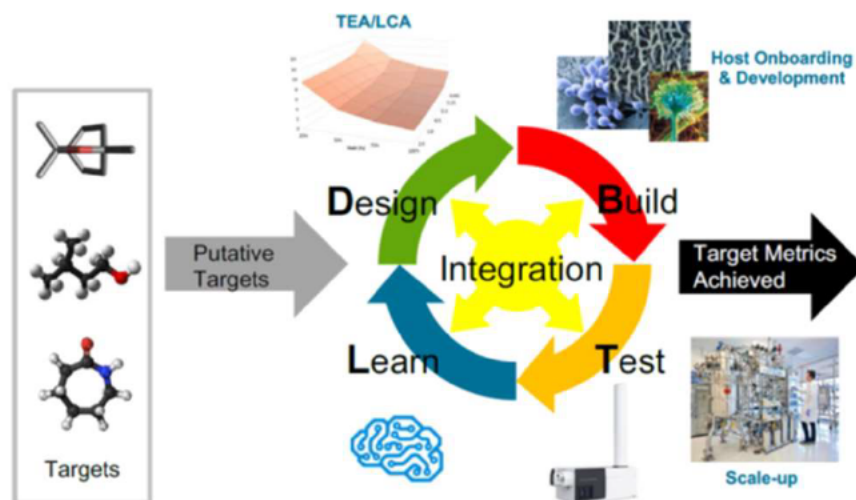 TEA/LCA
Host Onboarding
& Development
Design
Build
Putative
Targets
Integration
Target Metrics
Achieved
Learn
Test
Targets
Scale-up